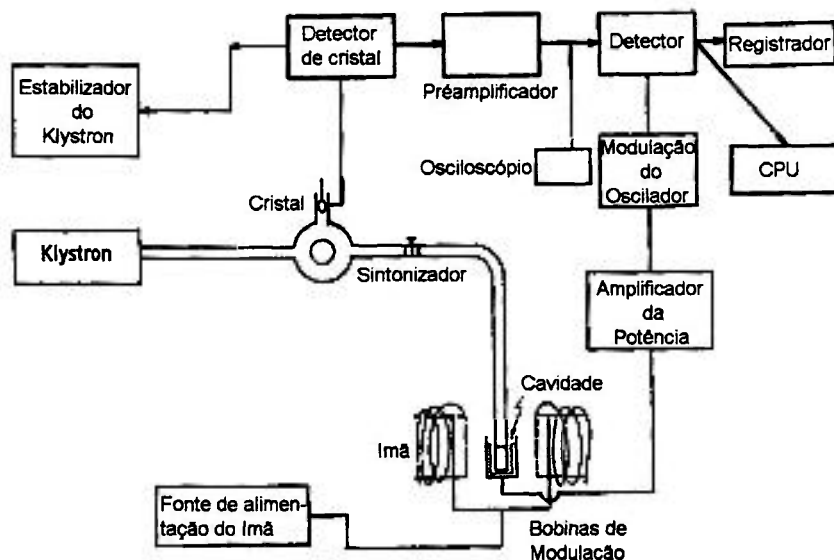 Detector
de cristal
Estabilizador
do
Klystron
Préamplificador
Detector
Registrador
Osciloscópio
Modulação
do
Oscilador
CPU
Cristal
Klystron
Sintonizador
Amplificador
da
Potência
Cavidade
Imã
Fonte de alimen-
tação do Imã
Bobinas de
Modulação